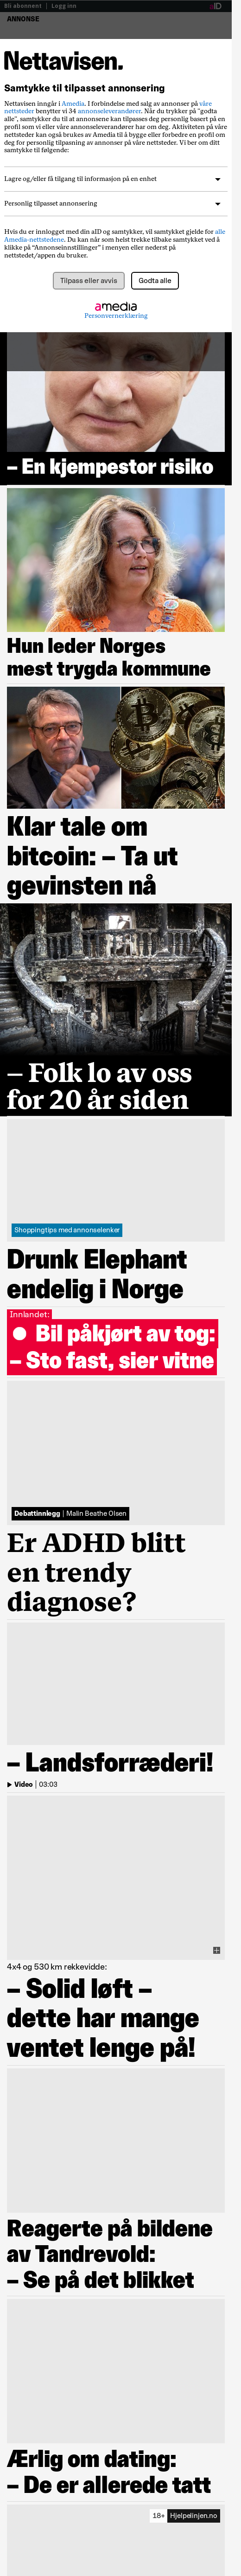 Bli abonnent | Logg inn
ANNONSE
Nettavisen.
Samtykke til tilpasset annonsering
Nettavisen inngår i Amedia. I forbindelse med salg av annonser på våre
nettsteder benytter vi 34 annonseleverandører. Når du trykker på "godta
alle", samtykker du til at annonsene kan tilpasses deg personlig basert på en
profil som vi eller våre annonseleverandører har om deg. Aktiviteten på våre
nettsteder kan også brukes av Amedia til å bygge eller forbedre en profil om
deg for personlig tilpasning av annonser på våre nettsteder. Vi ber om ditt
samtykke til følgende:
Lagre og/eller få tilgang til informasjon på en enhet
Personlig tilpasset annonsering
Hvis du er innlogget med din aID og samtykker, vil samtykket gjelde for alle
Amedia-nettstedene. Du kan når som helst trekke tilbake samtykket ved å
klikke på “Annonseinnstillinger” i menyen eller nederst på
nettstedet/appen du bruker.
Tilpass eller avvis
Godta alle
amedia
Personvernerklæring
– En kjempestor risiko
Hun leder Norges
mest trygda kommune
Klar tale om
bitcoin: – Ta ut
gevinsten nå
– Folk lo av oss
for 20 år siden
Shoppingtips med annonselenker
Drunk Elephant
endelig i Norge
Innlandet:
Bil påkjørt av tog:
– Sto fast, sier vitne
Debattinnlegg | Malin Beathe Olsen
Er ADHD blitt
en trendy
diagnose?
– Landsforræderi!
Video | 03:03
4x4 og 530 km rekkevidde:
– Solid løft –
dette har mange
ventet lenge på!
Reagerte på bildene
av Tandrevold:
– Se på det blikket
Ærlig om dating:
– De er allerede tatt
18+ Hjelpelinjen.no